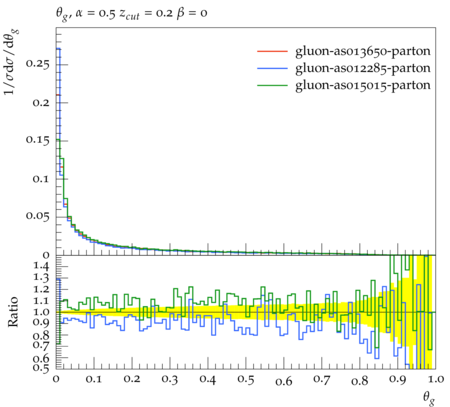 θg, α = 0.5 zcut = 0.2 β = 0
1/σdσ/dθg
gluon-as013650-parton
gluon-as012285-parton
gluon-as015015-parton
0.25
0.2
0.15
0.1
0.05
0
Ratio
1.4
1.3
1.2
1.1
1.0
0.9
0.8
0.7
0.6
0.5
0 0.1 0.2 0.3 0.4 0.5 0.6 0.7 0.8 0.9 1.0
θg